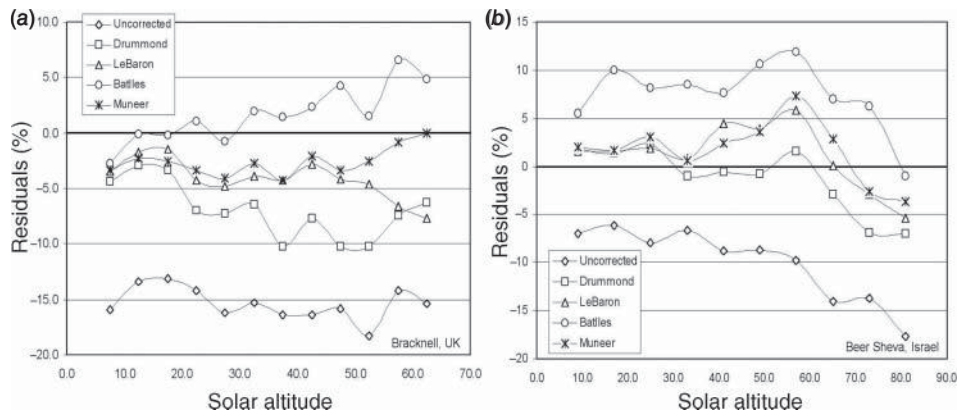 (a)
10.0
5.0
0.0
−5.0
−10.0
−15.0
−20.0
Residuals (%)
Uncorrected
Drummond
LeBaron
Batlles
Muneer
Bracknell, UK
0.0 10.0 20.0 30.0 40.0 50.0 60.0 70.0
Solar altitude
(b)
15
10
5
0
−5
−10
−15
−20
Residuals (%)
Uncorrected
Drummond
LeBaron
Batlles
Muneer
Beer Sheva, Israel
0.0 10.0 20.0 30.0 40.0 50.0 60.0 70.0 80.0 90.0
Solar altitude